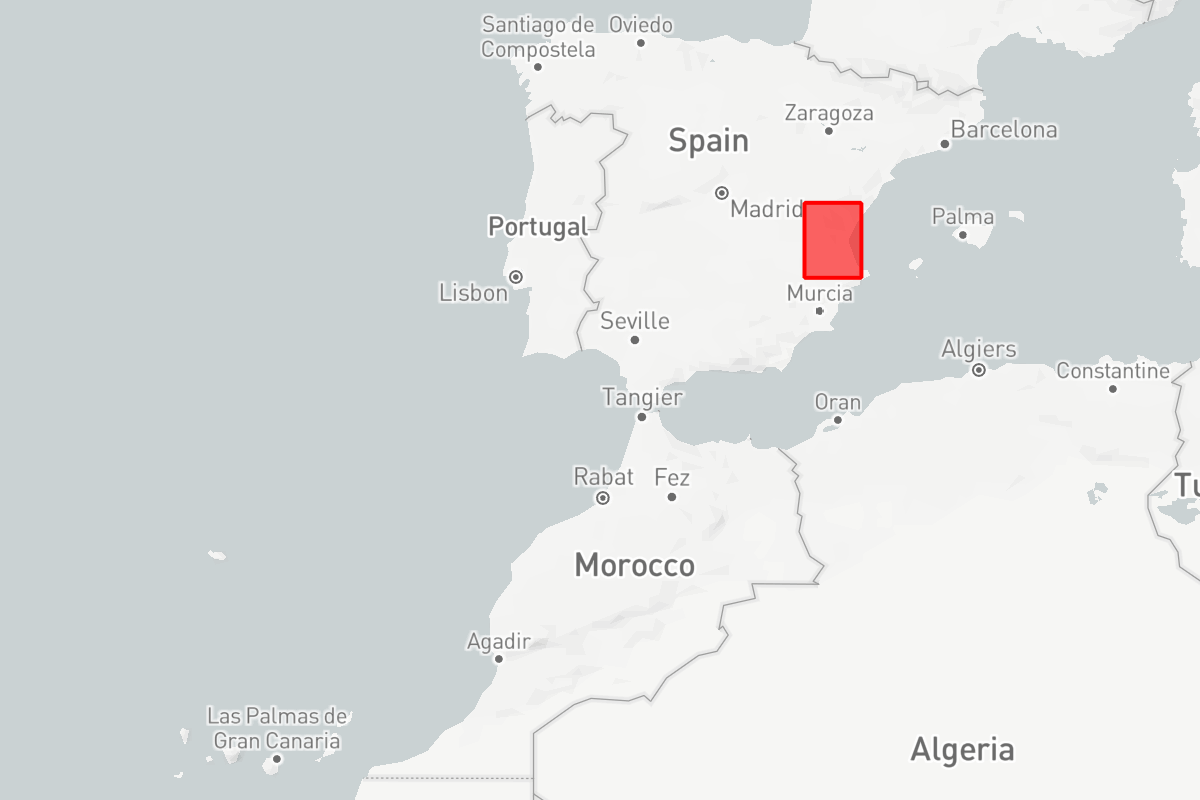 Santiago de
Compostela
Oviedo
Zaragoza
Barcelona
Spain
Madrid
Portugal
Palma
Lisbon
Murcia
Seville
Algiers
Constantine
Tangier
Oran
Rabat
Fez
Tu
Morocco
Agadir
Las Palmas de
Gran Canaria
Algeria